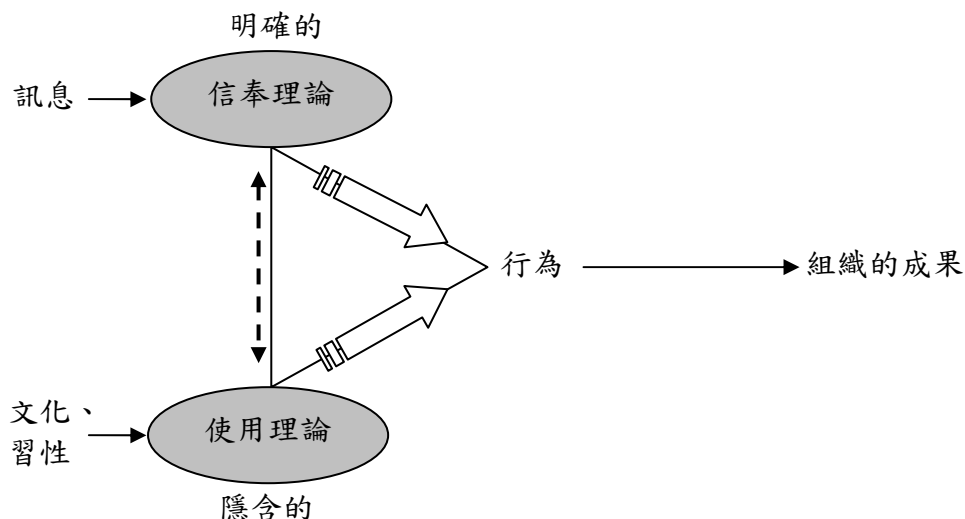 明確的
訊息
信奉理論
行為
組織的成果
文化、
習性
使用理論
隱含的